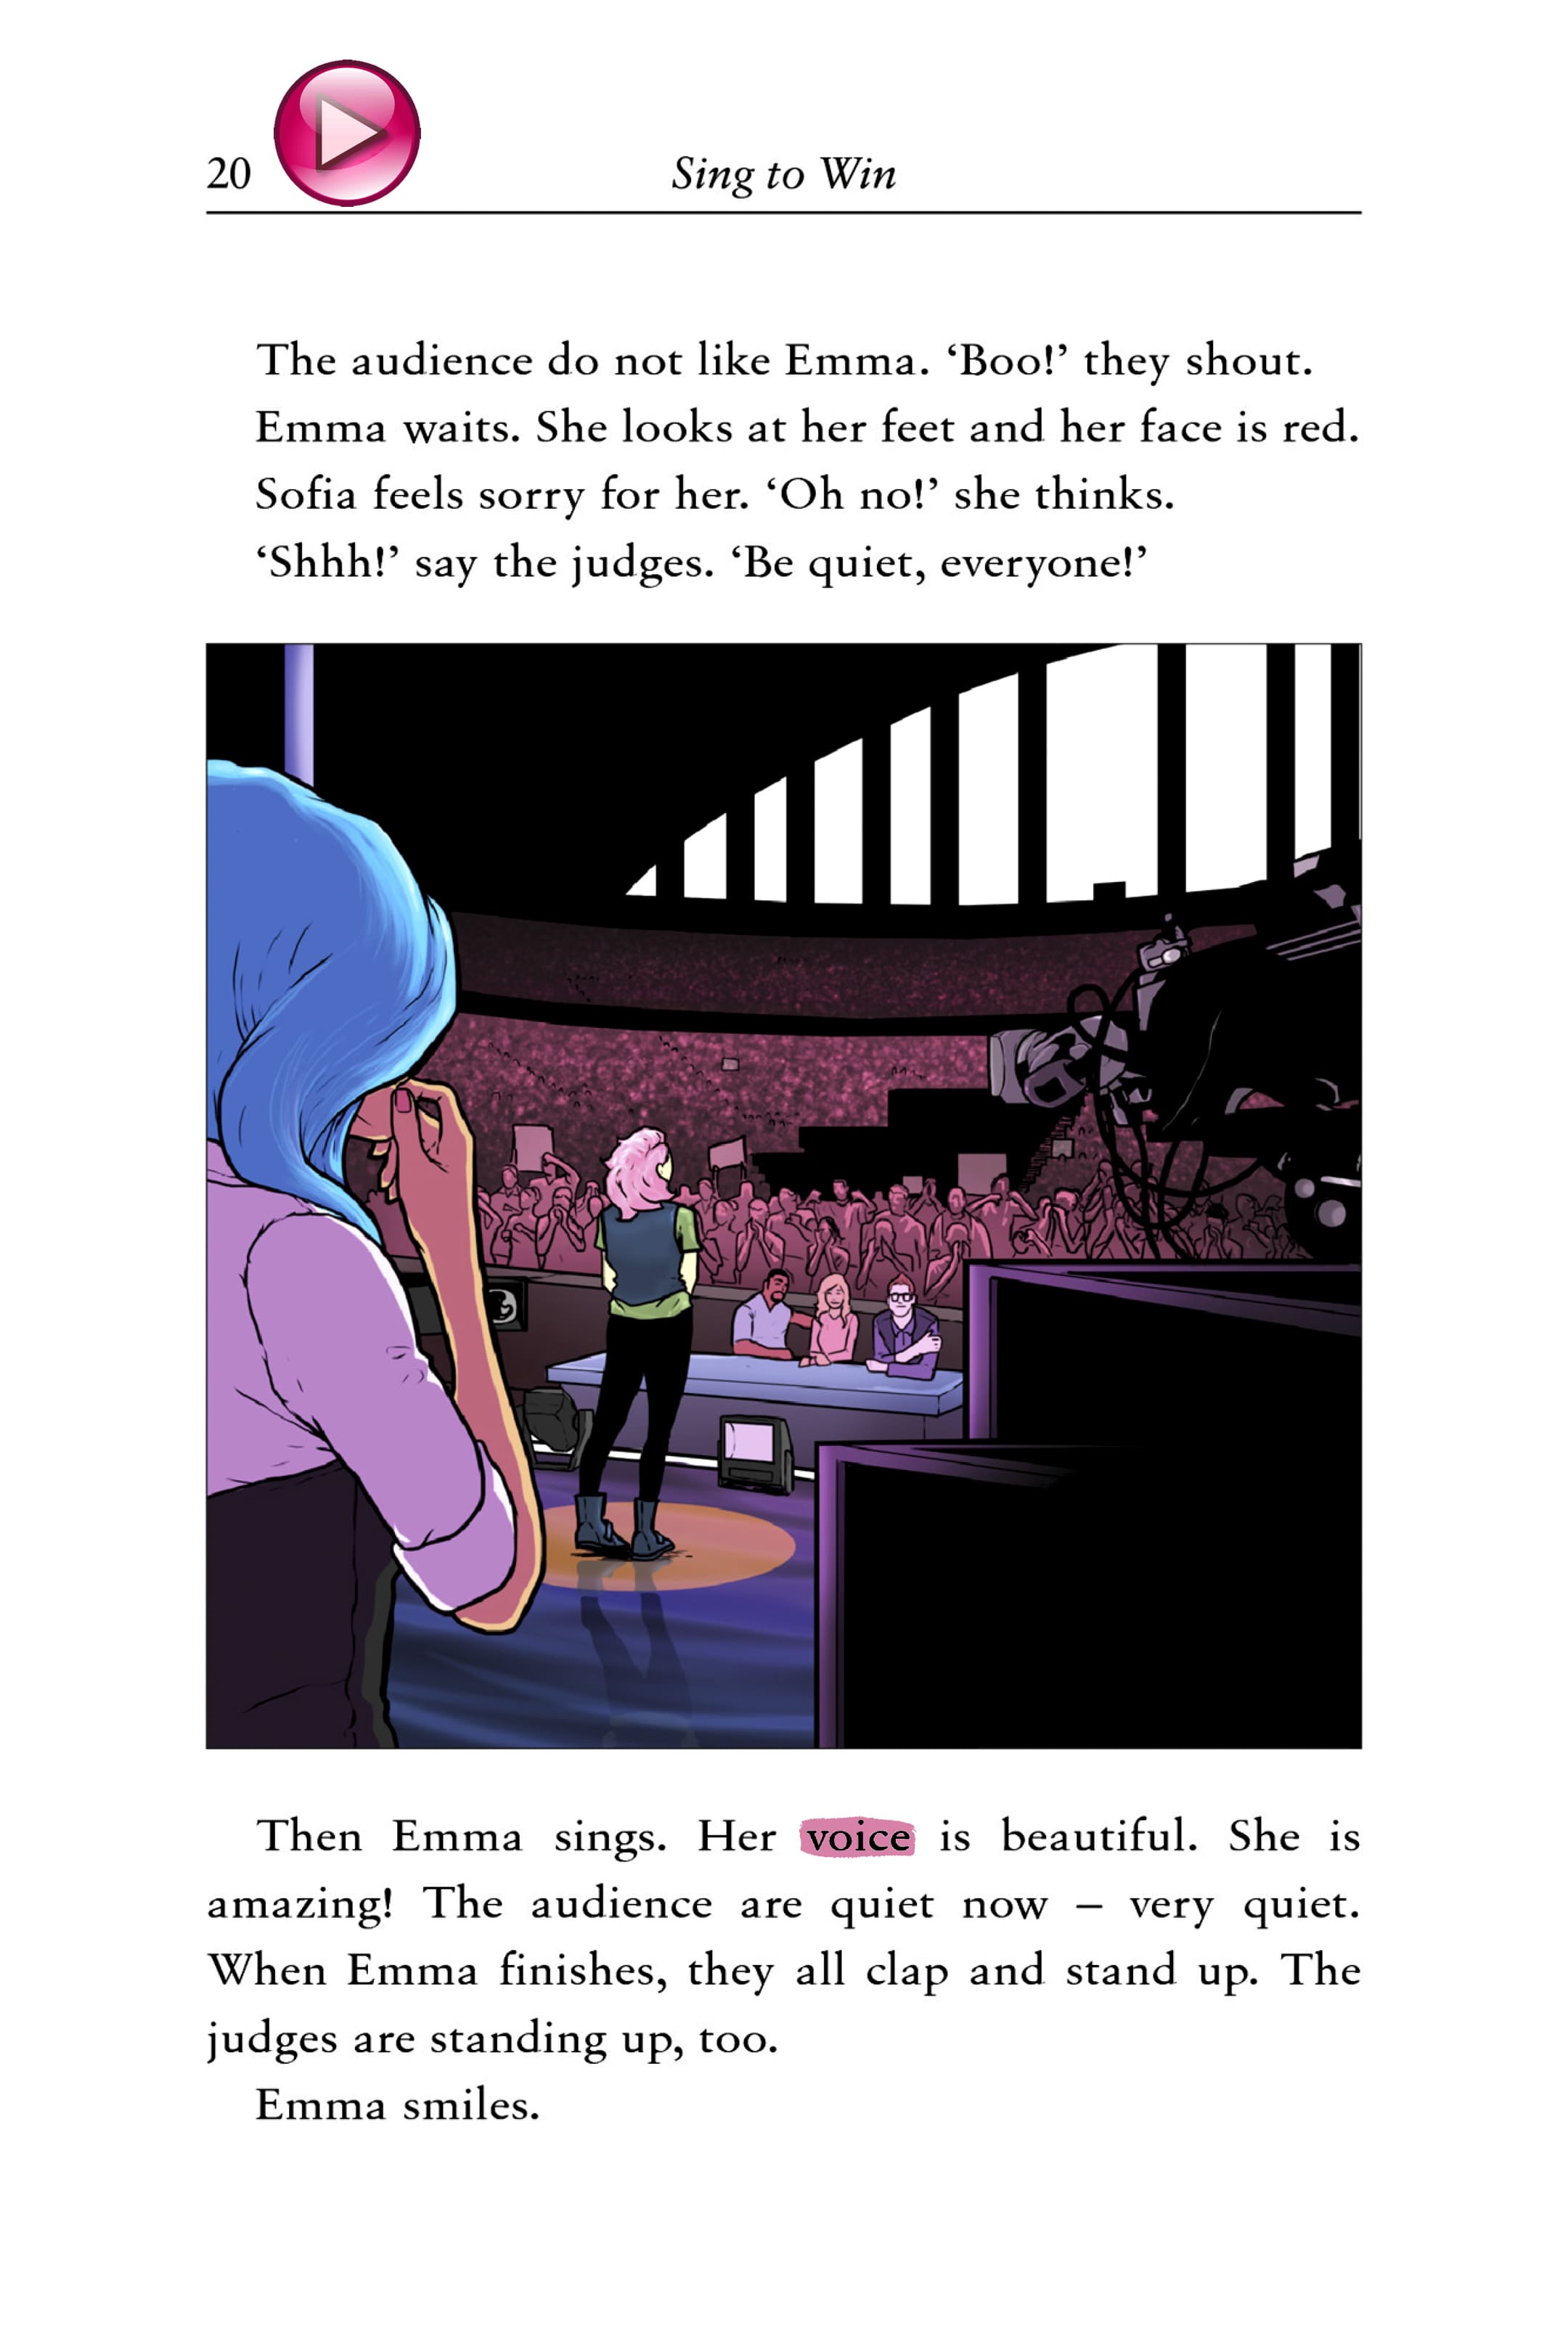 20
Sing to Win
The audience do not like Emma. ‘Boo!’ they shout.
Emma waits. She looks at her feet and her face is red.
Sofia feels sorry for her. ‘Oh no!’ she thinks.
‘Shhh!’ say the judges. ‘Be quiet, everyone!’
Then Emma sings. Her voice is beautiful. She is
amazing! The audience are quiet now – very quiet.
When Emma finishes, they all clap and stand up. The
judges are standing up, too.
Emma smiles.